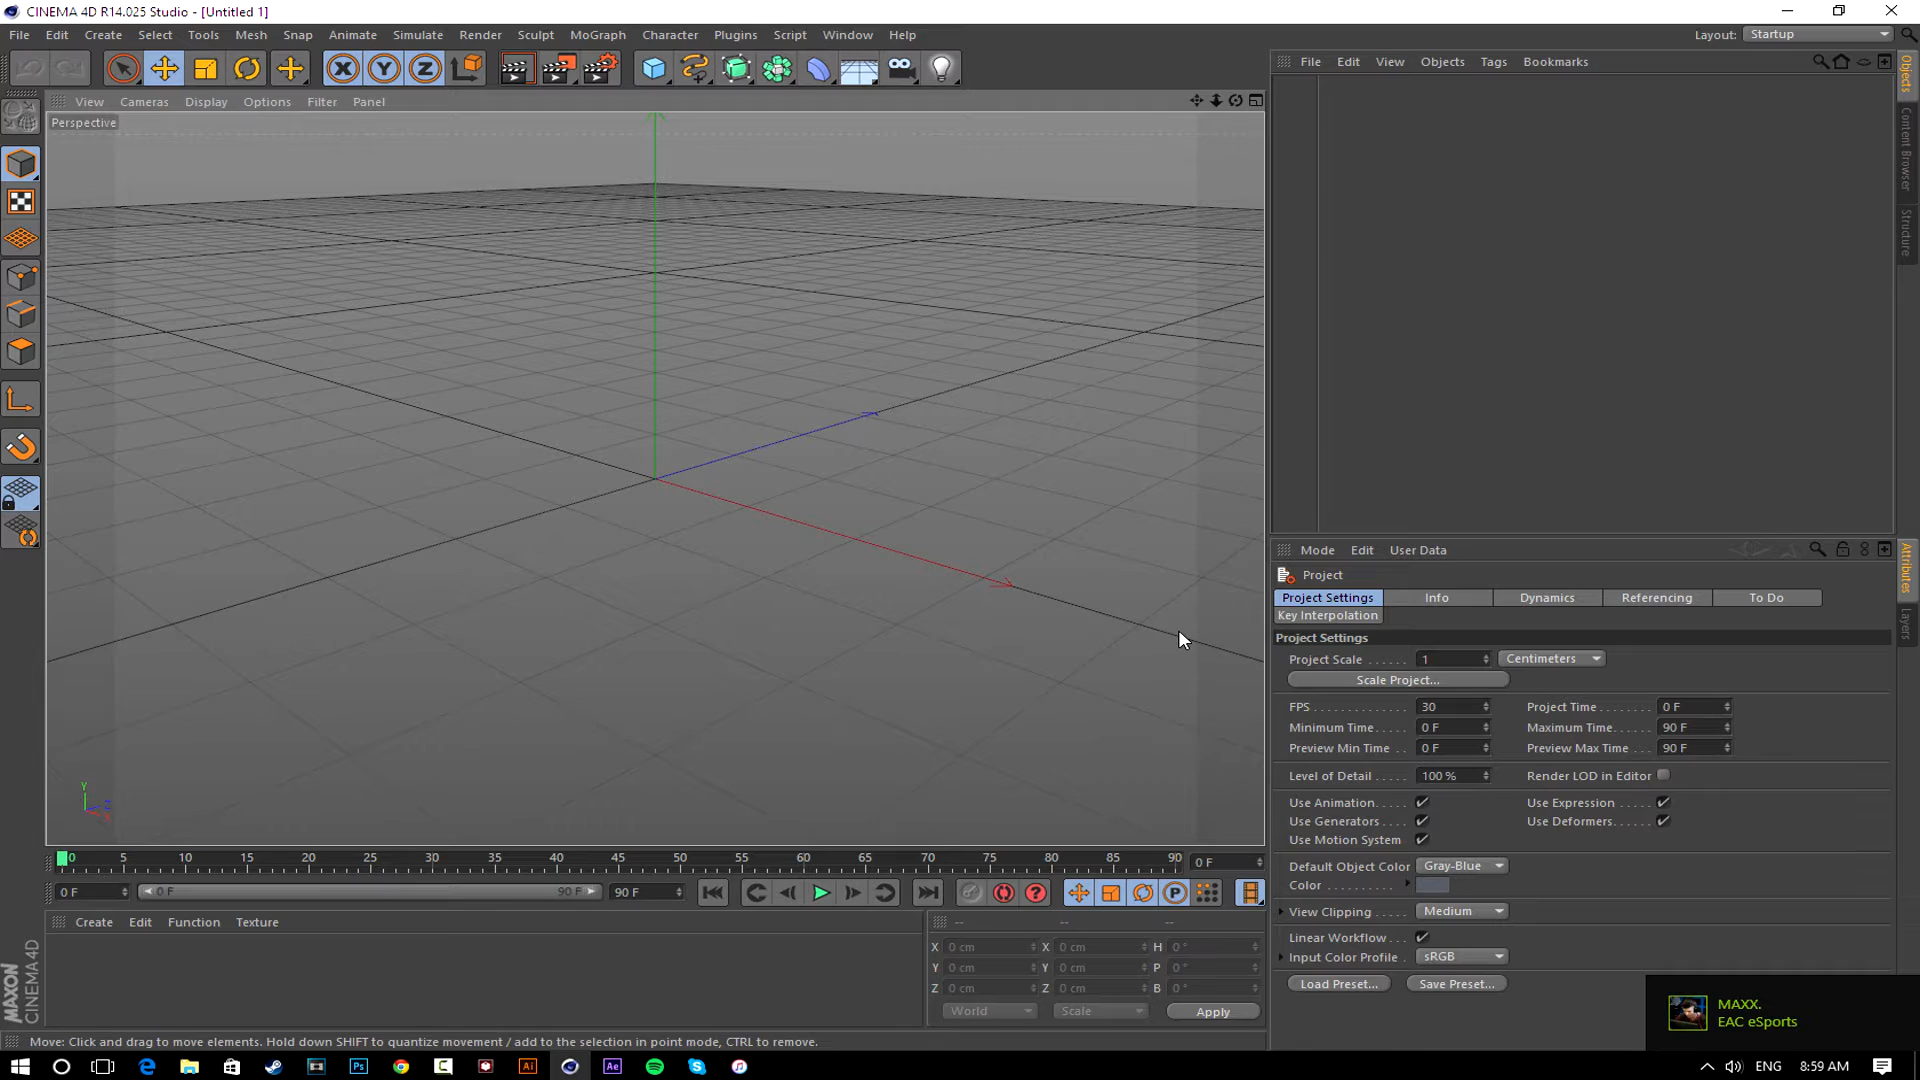 CINEMA 4D R14.025 Studio - [Untitled 1]
File Edit Create Select Tools Mesh Snap Animate Simulate Render Sculpt MoGraph Character Plugins Script Window Help
Layout: Startup
X Y Z
File Edit View Objects Tags Bookmarks
Objects
Content Browser
Structure
View Cameras Display Options Filter Panel
Perspective
Y
Z
X
Mode Edit User Data
Attributes
Layers
Project
Project Settings Info Dynamics Referencing To Do
Key Interpolation
Project Settings
Project Scale ...... 1 Centimeters
Scale Project...
FPS 30 Project Time 0 F
Minimum Time 0 F Maximum Time 90 F
Preview Min Time 0 F Preview Max Time 90 F
Level of Detail 100 % Render LOD in Editor
Use Animation Use Expression
Use Generators Use Deformers
Use Motion System
Default Object Color Gray-Blue
Color
View Clipping Medium
Linear Workflow
Input Color Profile sRGB
Load Preset... Save Preset...
0 5 10 15 20 25 30 35 40 45 50 55 60 65 70 75 80 85 90 0 F
0 F 0 F 90 F 90 F
P
Create Edit Function Texture
-- -- --
X 0 cm X 0 cm H 0 °
Y 0 cm Y 0 cm P 0 °
Z 0 cm Z 0 cm B 0 °
World Scale Apply
MAXON
CINEMA 4D
MAXX.
EAC eSports
Move: Click and drag to move elements. Hold down SHIFT to quantize movement / add to the selection in point mode, CTRL to remove.
Ps Ai Ae
ENG 8:59 AM